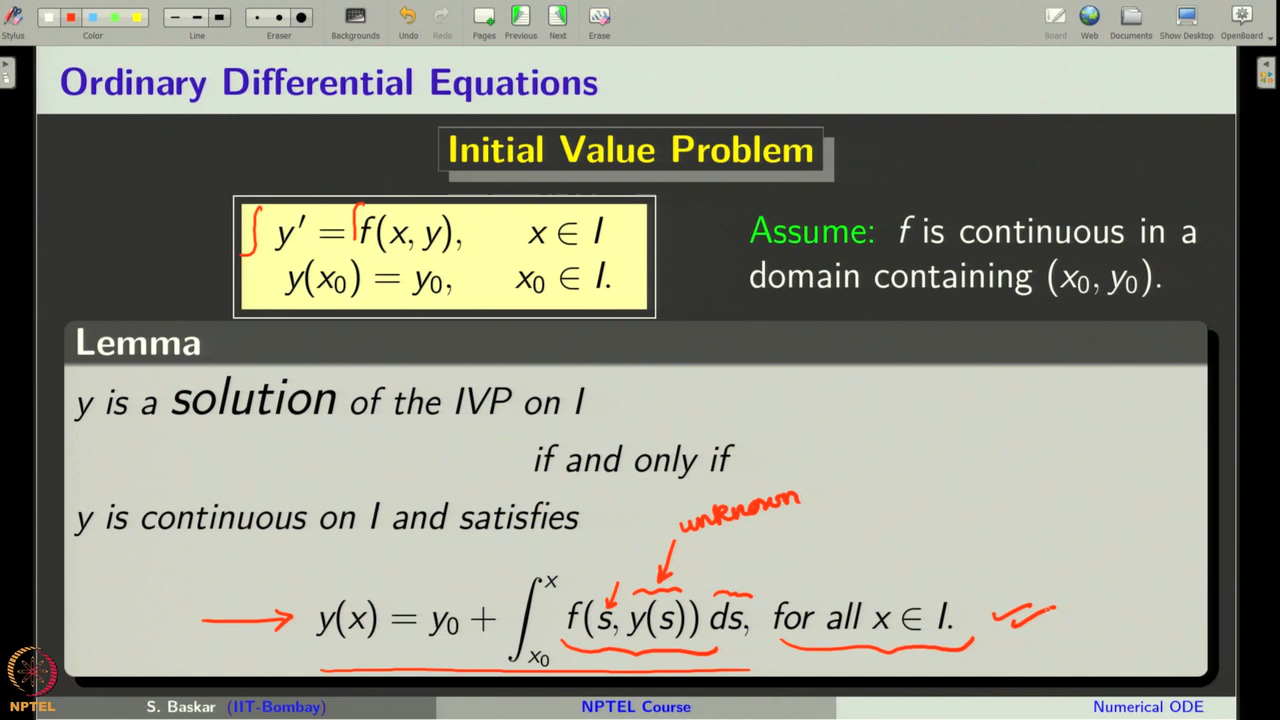 Stylus Color Line Eraser Backgrounds Undo Redo Pages Previous Next Erase Board Web Documents Show Desktop OpenBoard
Ordinary Differential Equations
Initial Value Problem
∫ y′ = ∫ f(x, y), x ∈ I
y(x₀) = y₀, x₀ ∈ I.
Assume: f is continuous in a
domain containing (x₀, y₀).
Lemma
y is a solution of the IVP on I
if and only if
y is continuous on I and satisfies
unknown
y(x) = y₀ + ∫_{x₀}^{x} f(s, y(s)) ds, for all x ∈ I.
NPTEL
S. Baskar (IIT-Bombay) NPTEL Course Numerical ODE